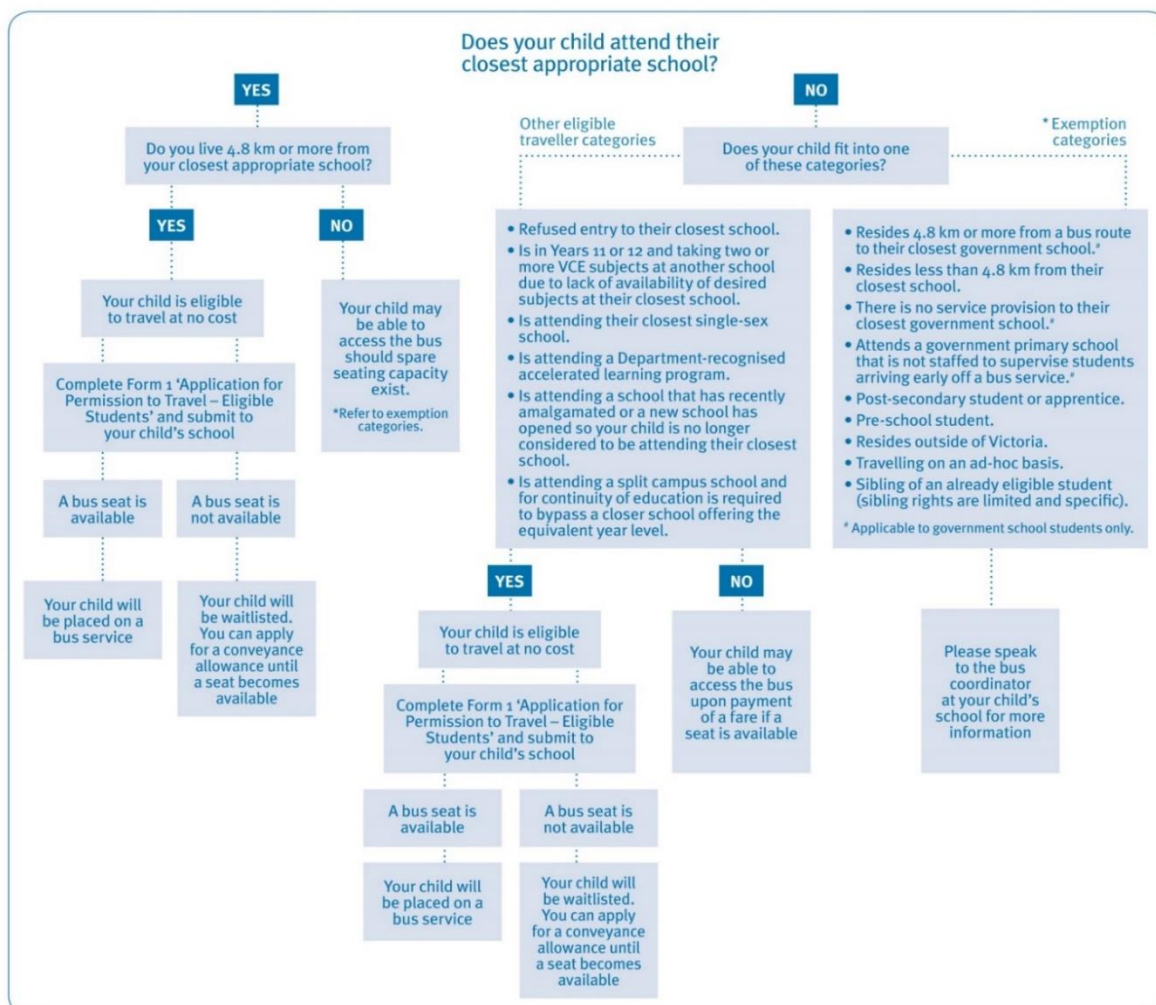 Does your child attend their
closest appropriate school?
YES
Do you live 4.8 km or more from
your closest appropriate school?
YES
NO
Your child is eligible
to travel at no cost
Your child may
be able to
access the bus
should spare
seating capacity
exist.
*Refer to exemption
categories.
Complete Form 1 ‘Application for
Permission to Travel – Eligible
Students’ and submit to
your child’s school
A bus seat is
available
A bus seat is
not available
Your child will
be placed on a
bus service
Your child will
be waitlisted.
You can apply
for a conveyance
allowance until
a seat becomes
available
NO
Other eligible
traveller categories
Does your child fit into one
of these categories?
* Exemption
categories
• Refused entry to their closest school.
• Is in Years 11 or 12 and taking two or
more VCE subjects at another school
due to lack of availability of desired
subjects at their closest school.
• Is attending their closest single-sex
school.
• Is attending a Department-recognised
accelerated learning program.
• Is attending a school that has recently
amalgamated or a new school has
opened so your child is no longer
considered to be attending their closest
school.
• Is attending a split campus school and
for continuity of education is required
to bypass a closer school offering the
equivalent year level.
• Resides 4.8 km or more from a bus route
to their closest government school.#
• Resides less than 4.8 km from their
closest school.
• There is no service provision to their
closest government school.#
• Attends a government primary school
that is not staffed to supervise students
arriving early off a bus service.#
• Post-secondary student or apprentice.
• Pre-school student.
• Resides outside of Victoria.
• Travelling on an ad-hoc basis.
• Sibling of an already eligible student
(sibling rights are limited and specific).
# Applicable to government school students only.
YES
NO
Your child is eligible
to travel at no cost
Complete Form 1 ‘Application for
Permission to Travel – Eligible
Students’ and submit to
your child’s school
A bus seat is
available
A bus seat is
not available
Your child will
be placed on a
bus service
Your child will
be waitlisted.
You can apply
for a conveyance
allowance until
a seat becomes
available
Your child may
be able to
access the bus
upon payment
of a fare if a
seat is available
Please speak
to the bus
coordinator
at your child’s
school for more
information